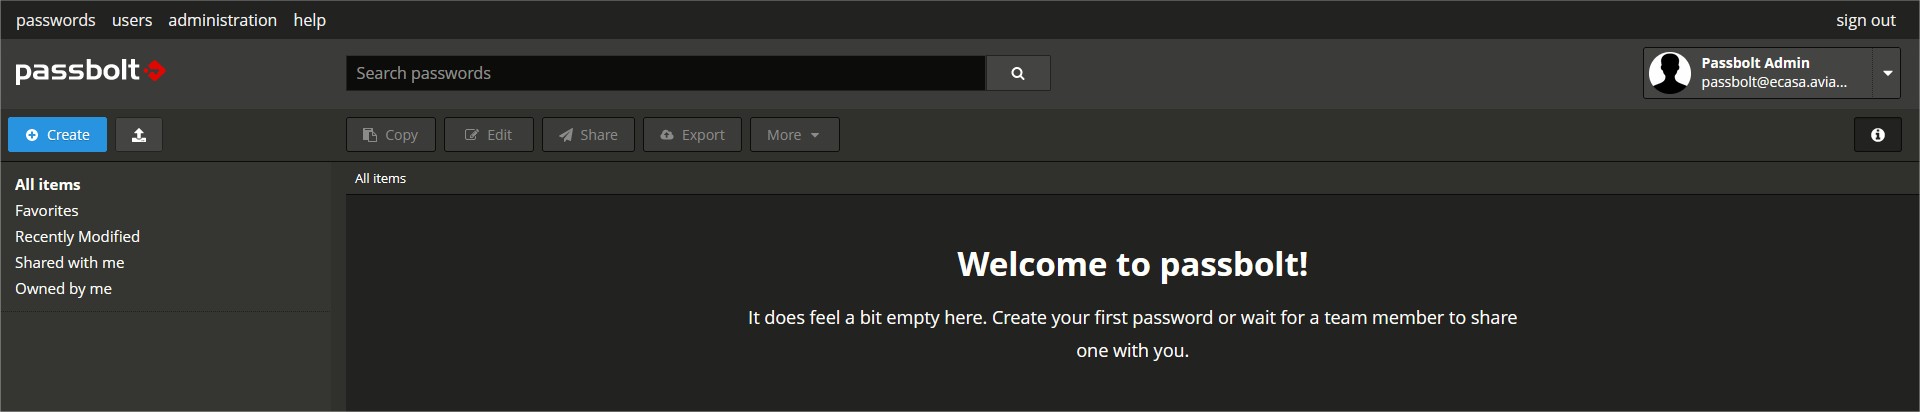 passwords users administration help sign out
passbolt
Search passwords
Passbolt Admin
passbolt@ecasa.avia...
Create
Copy Edit Share Export More
All items
Favorites
Recently Modified
Shared with me
Owned by me
All items
Welcome to passbolt!
It does feel a bit empty here. Create your first password or wait for a team member to share
one with you.